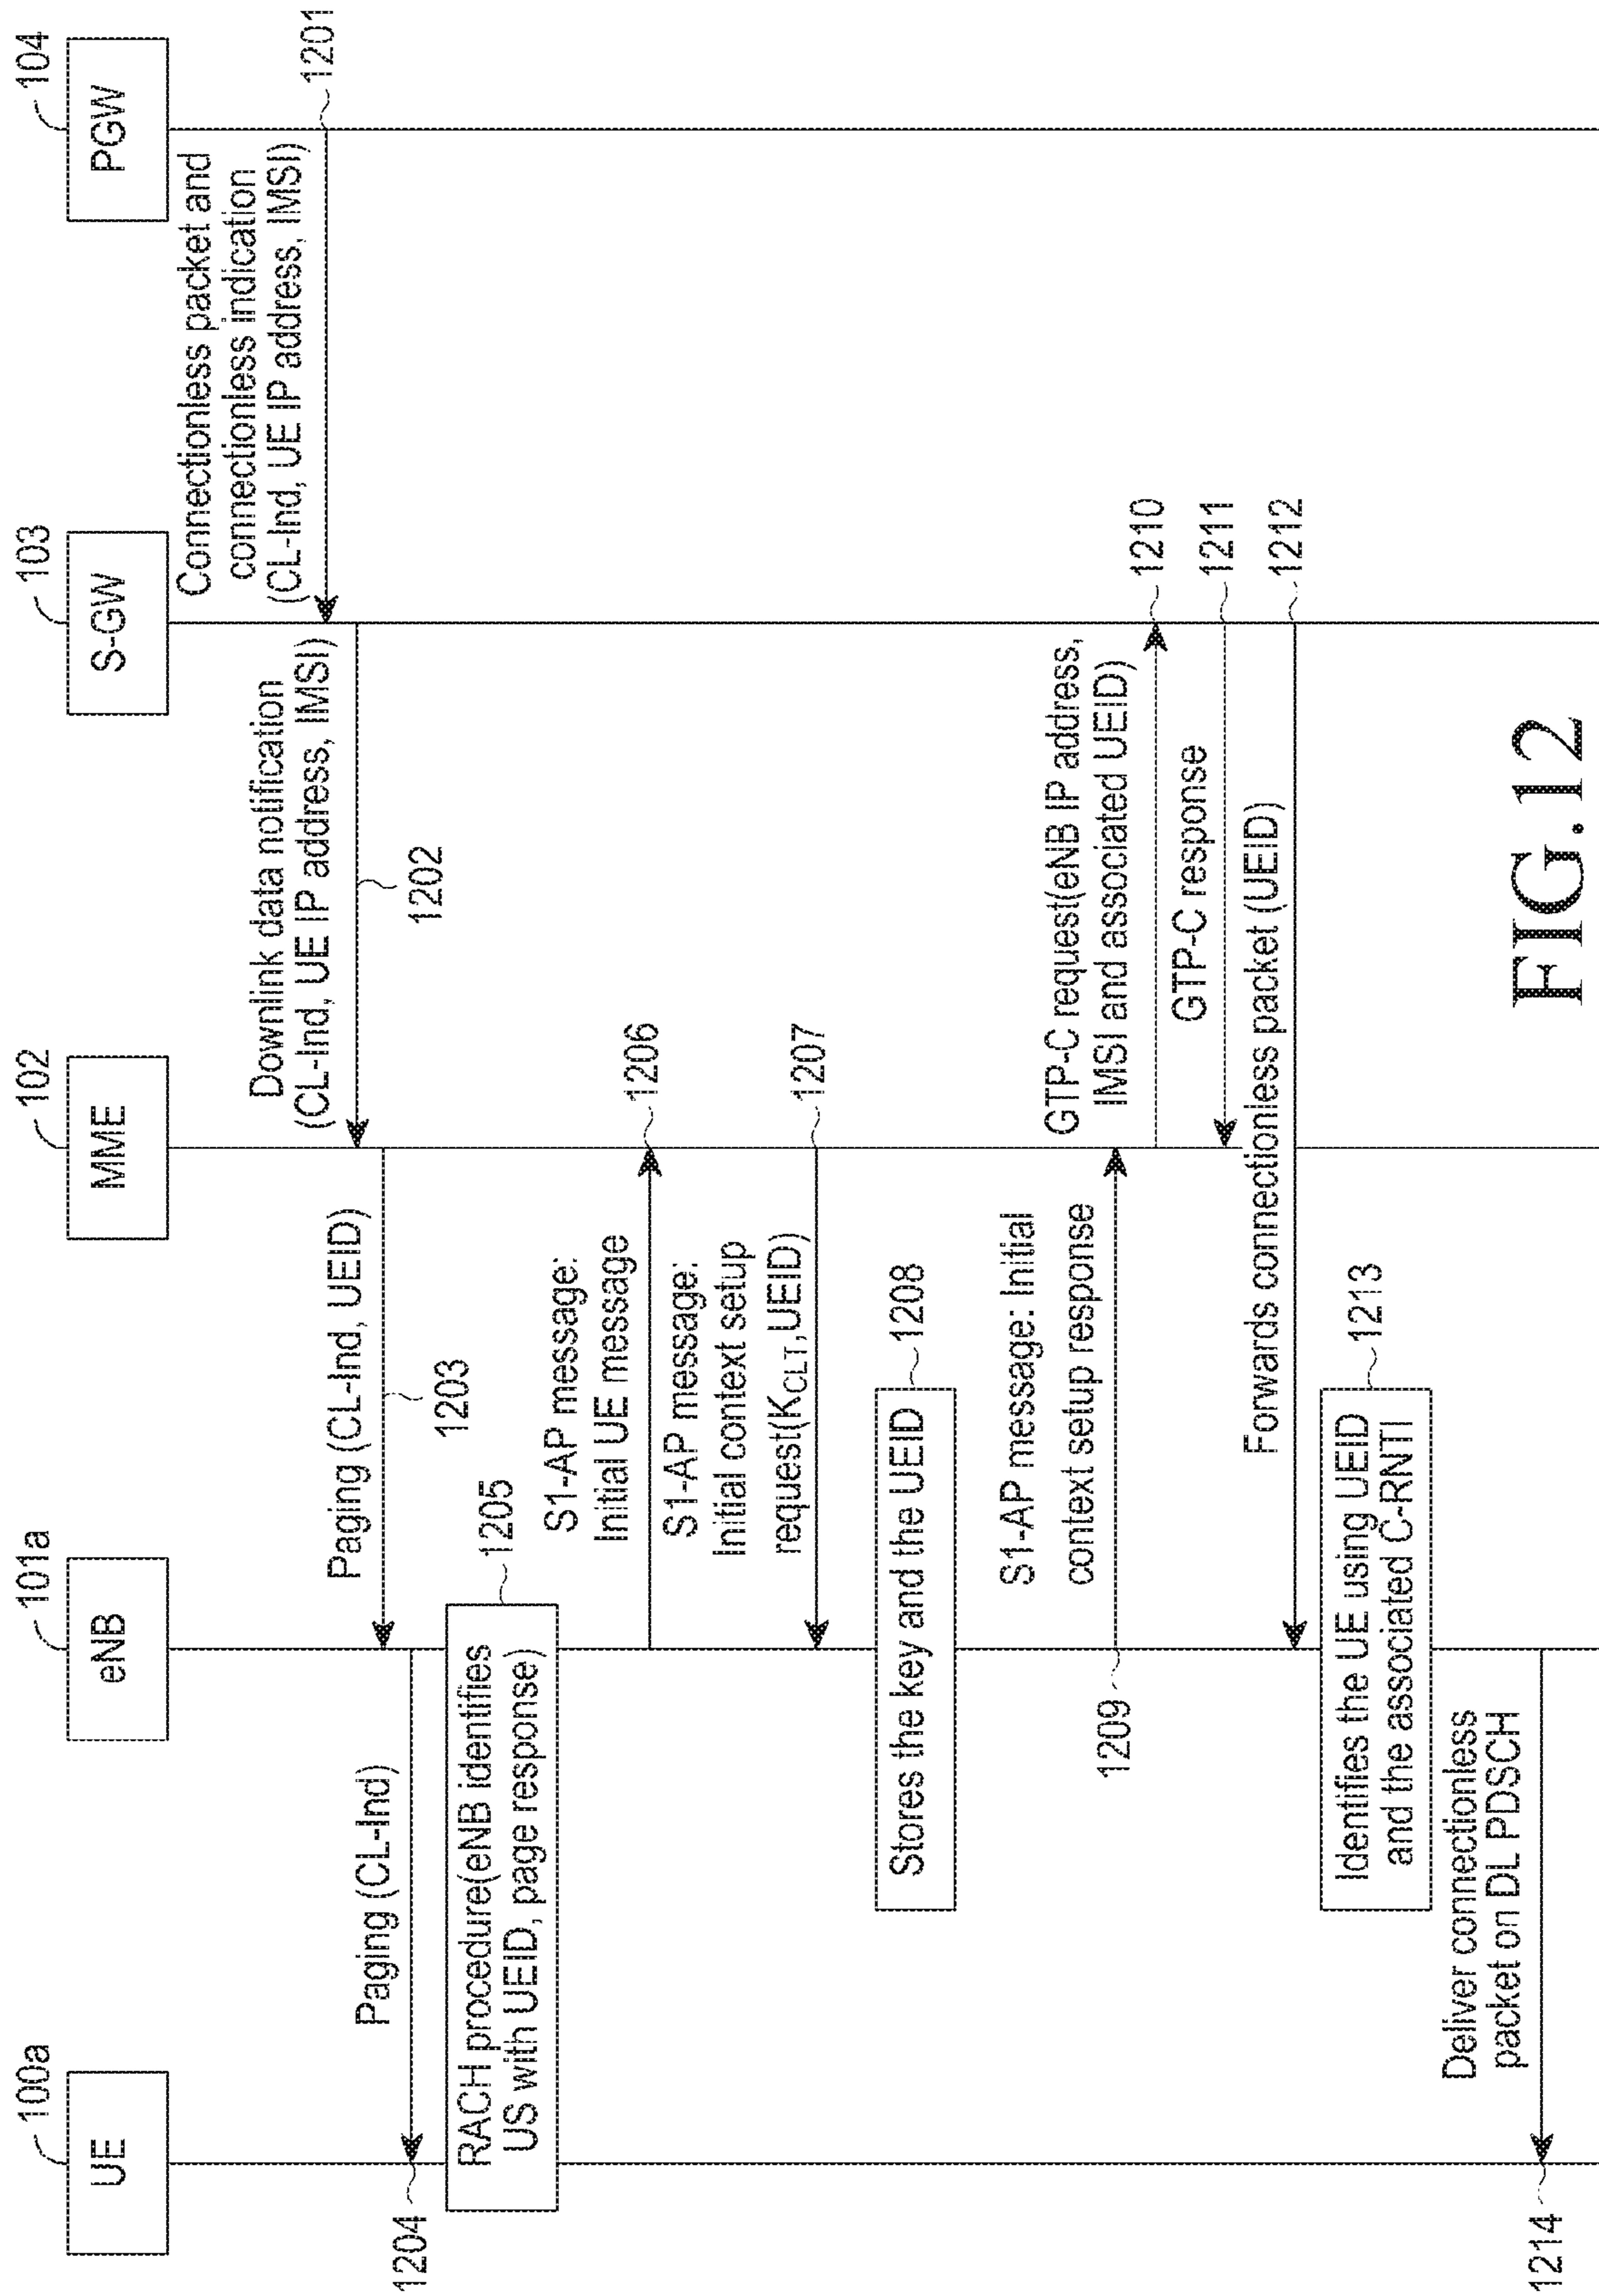 100a
UE
101a
eNB
102
MME
103
S-GW
104
PGW
Connectionless packet and
connectionless indication
(CL-Ind, UE IP address, IMSI)
1201
Downlink data notification
(CL-Ind, UE IP address, IMSI)
1202
Paging (CL-Ind, UEID)
1203
Paging (CL-Ind)
1204
RACH procedure(eNB identifies
US with UEID, page response)
1205
S1-AP message:
Initial UE message
1206
S1-AP message:
Initial context setup
request(KCLT,UEID)
1207
Stores the key and the UEID
1208
S1-AP message: Initial
context setup response
1209
GTP-C request(eNB IP address,
IMSI and associated UEID)
1210
GTP-C response
1211
Forwards connectionless packet (UEID)
1212
Identifies the UE using UEID
and the associated C-RNTI
1213
Deliver connectionless
packet on DL PDSCH
1214
FIG.12